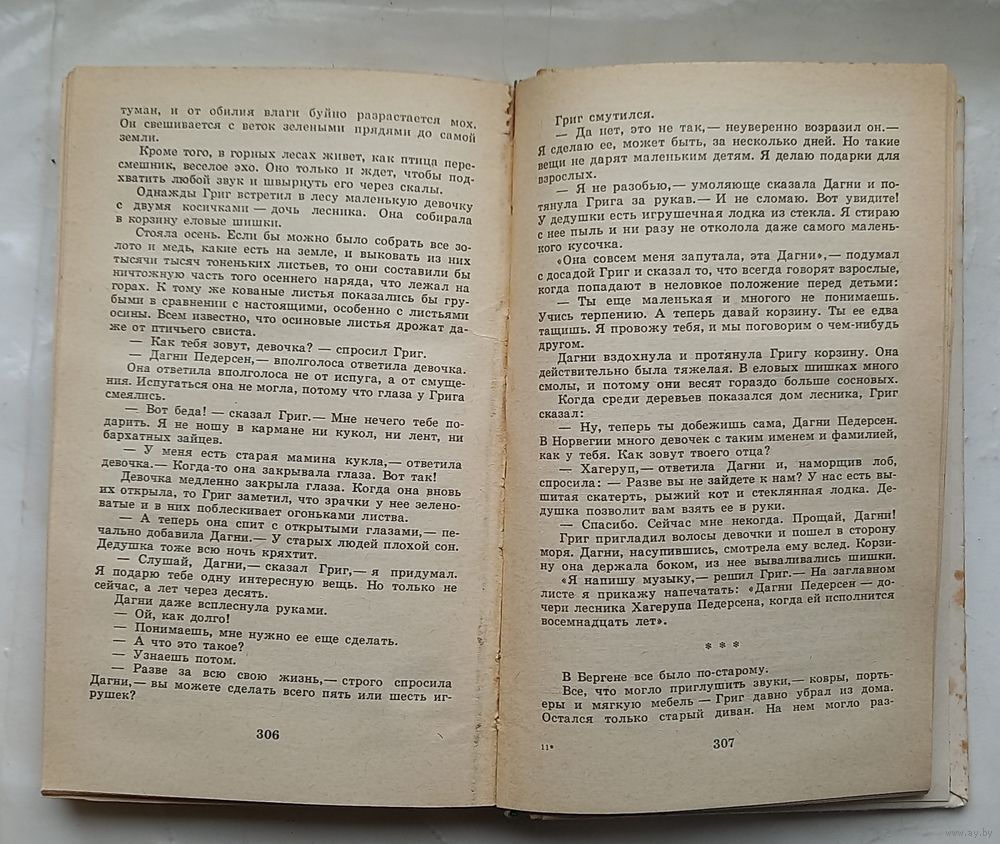 туман, и от обилия влаги буйно разрастается мох.
Он свешивается с веток зелеными прядями до самой
земли.
Кроме того, в горных лесах живет, как птица пере-
смешник, веселое эхо. Оно только и ждет, чтобы под-
хватить любой звук и швырнуть его через скалы.
Однажды Григ встретил в лесу маленькую девочку
с двумя косичками — дочь лесника. Она собирала
в корзину еловые шишки.
Стояла осень. Если бы можно было собрать все зо-
лото и медь, какие есть на земле, и выковать из них
тысячи тысяч тоненьких листьев, то они составили бы
ничтожную часть того осеннего наряда, что лежал на
горах. К тому же кованые листья показались бы гру-
быми в сравнении с настоящими, особенно с листьями
осины. Всем известно, что осиновые листья дрожат да-
же от птичьего свиста.
— Как тебя зовут, девочка? — спросил Григ.
— Дагни Педерсен,— вполголоса ответила девочка.
Она ответила вполголоса не от испуга, а от смуще-
ния. Испугаться она не могла, потому что глаза у Грига
смеялись.
— Вот беда! — сказал Григ.— Мне нечего тебе по-
дарить. Я не ношу в кармане ни кукол, ни лент, ни
бархатных зайцев.
— У меня есть старая мамина кукла,— ответила
девочка.— Когда-то она закрывала глаза. Вот так!
Девочка медленно закрыла глаза. Когда она вновь
их открыла, то Григ заметил, что зрачки у нее зелено-
ватые и в них поблескивает огоньками листва.
— А теперь она спит с открытыми глазами,— пе-
чально добавила Дагни.— У старых людей плохой сон.
Дедушка тоже всю ночь кряхтит.
— Слушай, Дагни,— сказал Григ,— я придумал.
Я подарю тебе одну интересную вещь. Но только не
сейчас, а лет через десять.
Дагни даже всплеснула руками.
— Ой, как долго!
— Понимаешь, мне нужно ее еще сделать.
— А что это такое?
— Узнаешь потом.
— Разве за всю свою жизнь,— строго спросила
Дагни,— вы можете сделать всего пять или шесть иг-
рушек?
306
Григ смутился.
— Да нет, это не так,— неуверенно возразил он.—
Я сделаю ее, может быть, за несколько дней. Но такие
вещи не дарят маленьким детям. Я делаю подарки для
взрослых.
— Я не разобью,— умоляюще сказала Дагни и по-
тянула Грига за рукав.— И не сломаю. Вот увидите!
У дедушки есть игрушечная лодка из стекла. Я стираю
с нее пыль и ни разу не отколола даже самого малень-
кого кусочка.
«Она совсем меня запутала, эта Дагни»,— подумал
с досадой Григ и сказал то, что всегда говорят взрослые,
когда попадают в неловкое положение перед детьми:
— Ты еще маленькая и многого не понимаешь.
Учись терпению. А теперь давай корзину. Ты ее едва
тащишь. Я провожу тебя, и мы поговорим о чем-нибудь
другом.
Дагни вздохнула и протянула Григу корзину. Она
действительно была тяжелая. В еловых шишках много
смолы, и потому они весят гораздо больше сосновых.
Когда среди деревьев показался дом лесника, Григ
сказал:
— Ну, теперь ты добежишь сама, Дагни Педерсен.
В Норвегии много девочек с таким именем и фамилией,
как у тебя. Как зовут твоего отца?
— Хагеруп,— ответила Дагни и, наморщив лоб,
спросила: — Разве вы не зайдете к нам? У нас есть вы-
шитая скатерть, рыжий кот и стеклянная лодка. Де-
душка позволит вам взять ее в руки.
— Спасибо. Сейчас мне некогда. Прощай, Дагни!
Григ пригладил волосы девочки и пошел в сторону
моря. Дагни, насупившись, смотрела ему вслед. Корзи-
ну она держала боком, из нее вываливались шишки.
«Я напишу музыку,— решил Григ.— На заглавном
листе я прикажу напечатать: «Дагни Педерсен — до-
чери лесника Хагерупа Педерсена, когда ей исполнится
восемнадцать лет».
* * *
В Бергене все было по-старому.
Все, что могло приглушить звуки,— ковры, порть-
еры и мягкую мебель — Григ давно убрал из дома.
Остался только старый диван. На нем могло раз-
11*
307
www.ay.by